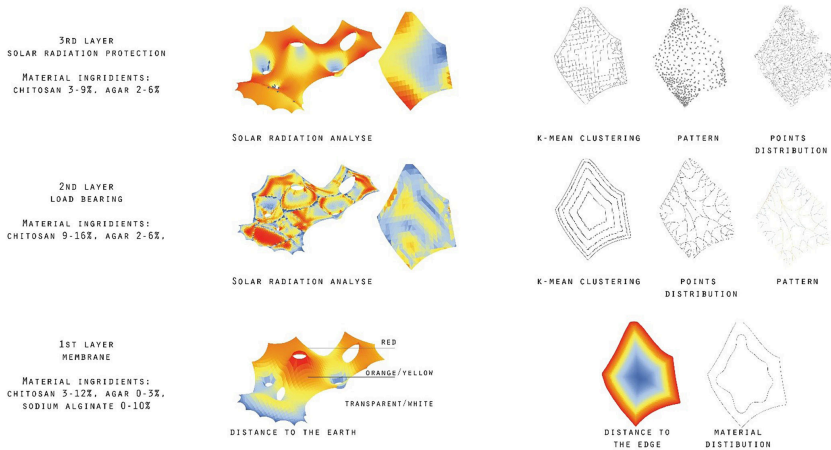 3RD LAYER
SOLAR RADIATION PROTECTION
MATERIAL INGRIDIENTS:
CHITOSAN 3-9%, AGAR 2-6%
SOLAR RADIATION ANALYSE
K-MEAN CLUSTERING
PATTERN
POINTS
DISTRIBUTION
2ND LAYER
LOAD BEARING
MATERIAL INGRIDIENTS:
CHITOSAN 9-16%, AGAR 2-6%,
SOLAR RADIATION ANALYSE
K-MEAN CLUSTERING
POINTS
DISTRIBUTION
PATTERN
1ST LAYER
MEMBRANE
MATERIAL INGRIDIENTS:
CHITOSAN 3-12%, AGAR 0-3%,
SODIUM ALGINATE 0-10%
RED
ORANGE/YELLOW
TRANSPARENT/WHITE
DISTANCE TO THE EARTH
DISTANCE TO
THE EDGE
MATERIAL
DISTIBUTION